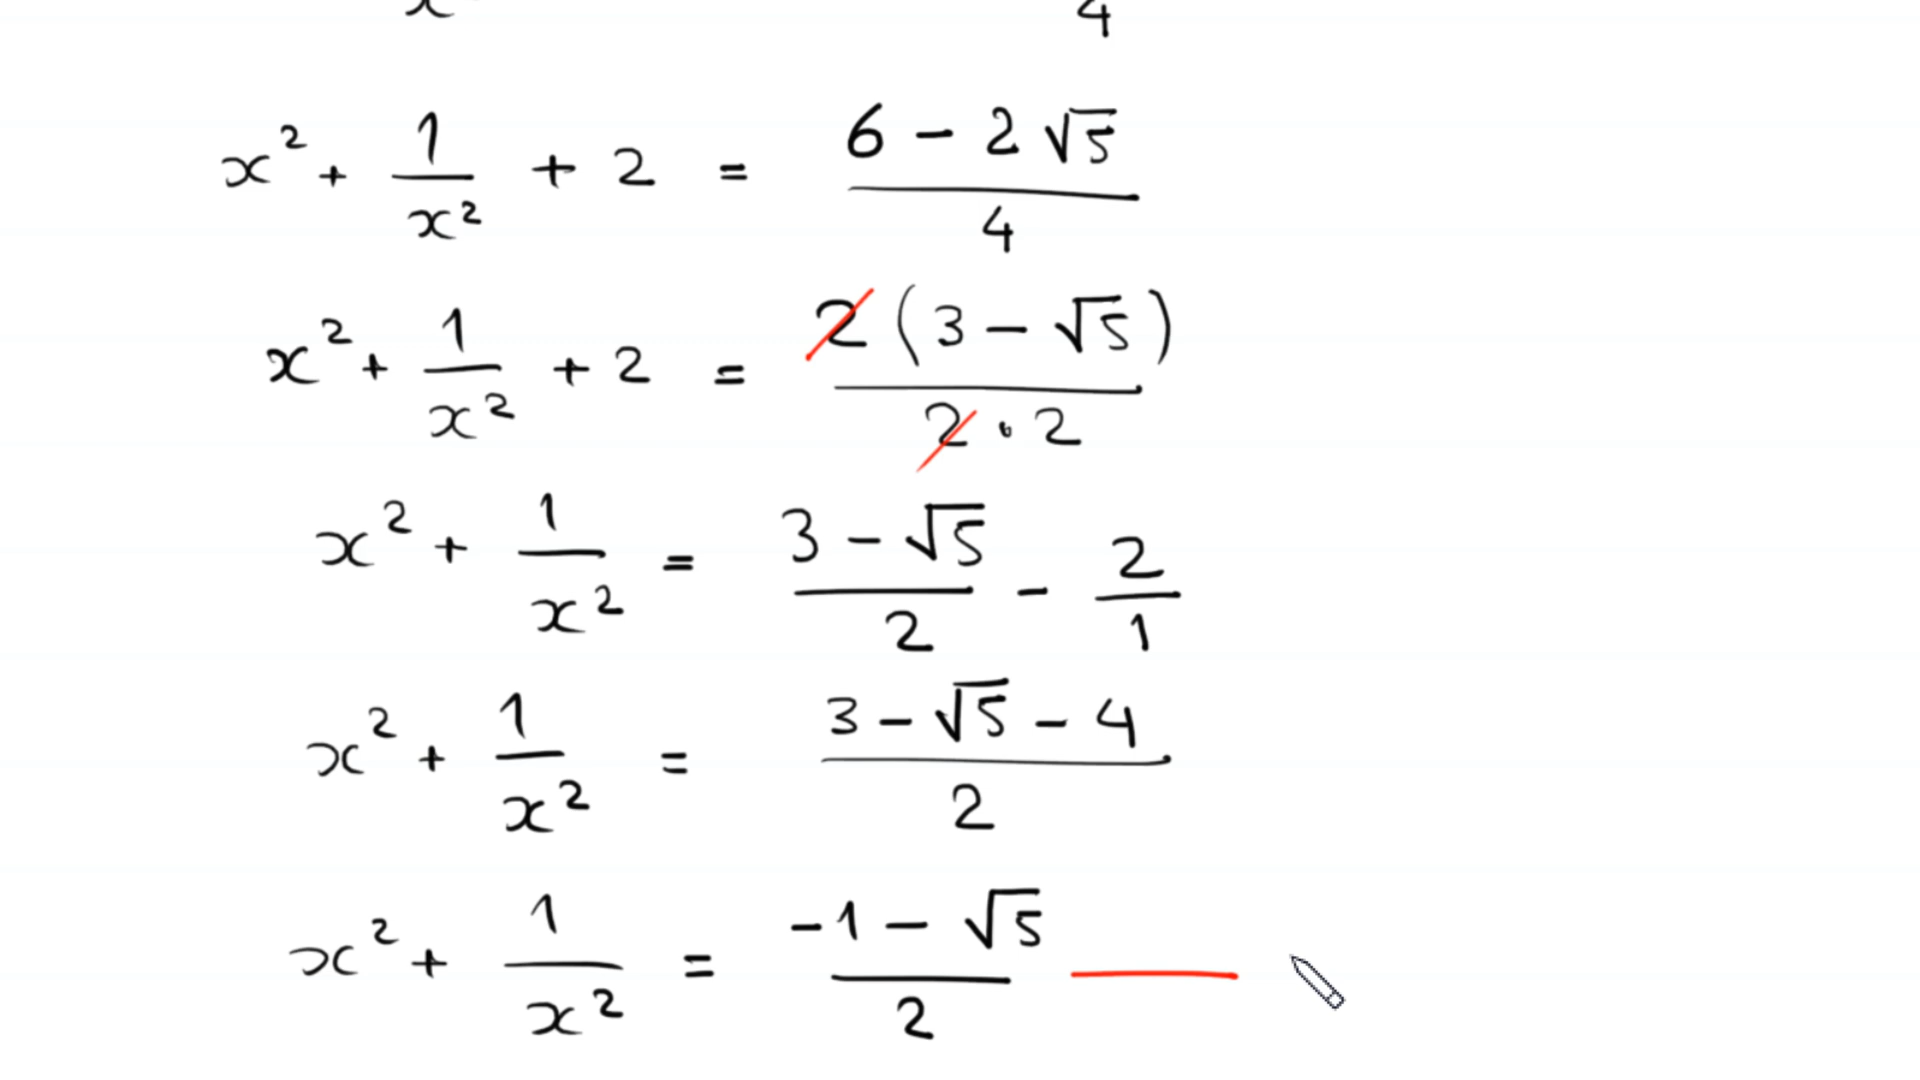 x 4
x² + 1/x² + 2 = (6 - 2√5)/4
x² + 1/x² + 2 = 2(3 - √5)/(2 · 2)
x² + 1/x² = (3 - √5)/2 - 2/1
x² + 1/x² = (3 - √5 - 4)/2
x² + 1/x² = (-1 - √5)/2